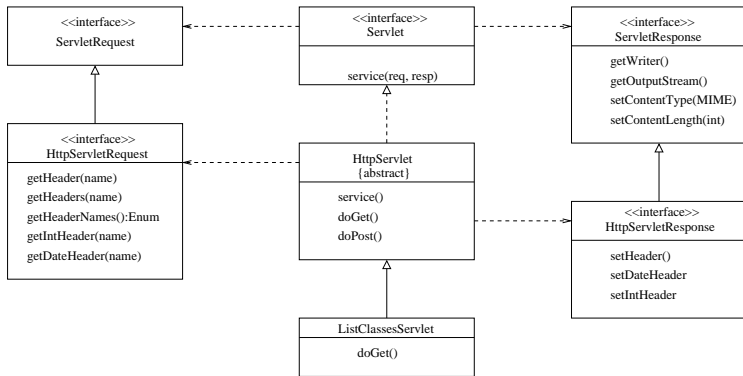 <<interface>>
ServletRequest
<<interface>>
Servlet
service(req, resp)
<<interface>>
ServletResponse
getWriter()
getOutputStream()
setContentType(MIME)
setContentLength(int)
<<interface>>
HttpServletRequest
getHeader(name)
getHeaders(name)
getHeaderNames():Enum
getIntHeader(name)
getDateHeader(name)
HttpServlet
{abstract}
service()
doGet()
doPost()
<<interface>>
HttpServletResponse
setHeader()
setDateHeader
setIntHeader
ListClassesServlet
doGet()